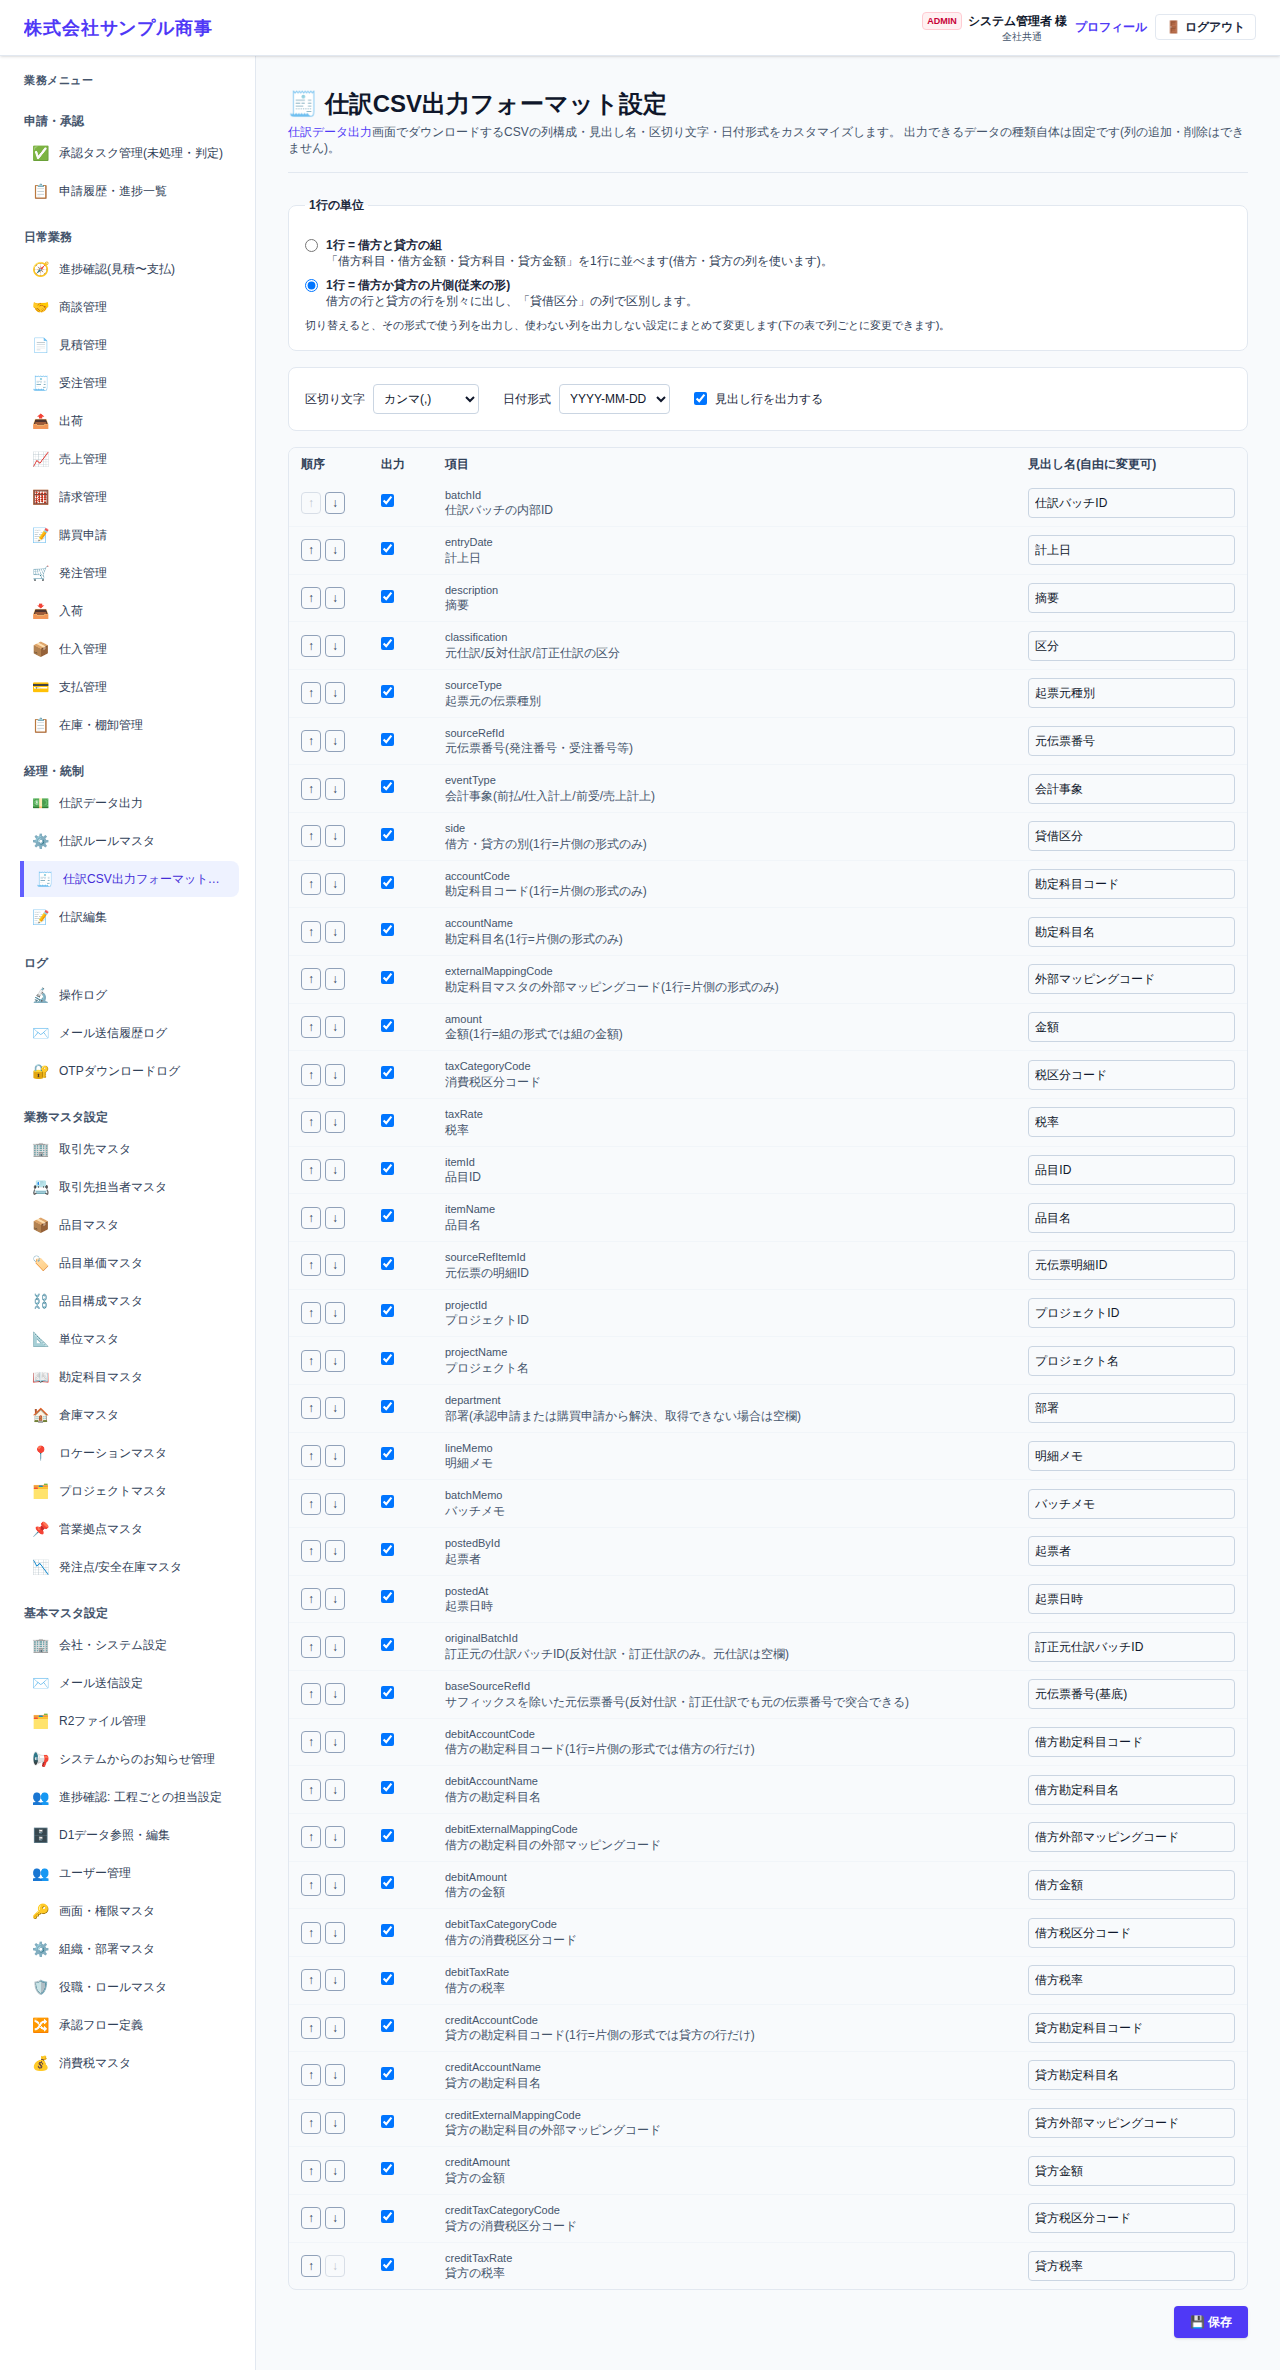 株式会社サンプル商事
ADMIN システム管理者 様
全社共通
プロフィール
🚪 ログアウト
業務メニュー
申請・承認
✅ 承認タスク管理(未処理・判定)
📋 申請履歴・進捗一覧
日常業務
🧭 進捗確認(見積〜支払)
🤝 商談管理
📄 見積管理
🧾 受注管理
📤 出荷
📈 売上管理
🧮 請求管理
📝 購買申請
🛒 発注管理
📥 入荷
📦 仕入管理
💳 支払管理
📋 在庫・棚卸管理
経理・統制
💵 仕訳データ出力
⚙️ 仕訳ルールマスタ
🧾 仕訳CSV出力フォーマット…
📝 仕訳編集
ログ
🔬 操作ログ
✉️ メール送信履歴ログ
🔐 OTPダウンロードログ
業務マスタ設定
🏢 取引先マスタ
📇 取引先担当者マスタ
📦 品目マスタ
🏷️ 品目単価マスタ
⛓️ 品目構成マスタ
📐 単位マスタ
📖 勘定科目マスタ
🏠 倉庫マスタ
📍 ロケーションマスタ
🗂️ プロジェクトマスタ
📌 営業拠点マスタ
📉 発注点/安全在庫マスタ
基本マスタ設定
🏢 会社・システム設定
✉️ メール送信設定
🗂️ R2ファイル管理
📢 システムからのお知らせ管理
👥 進捗確認: 工程ごとの担当設定
🗄️ D1データ参照・編集
👥 ユーザー管理
🔑 画面・権限マスタ
⚙️ 組織・部署マスタ
🛡️ 役職・ロールマスタ
🔀 承認フロー定義
💰 消費税マスタ
🧾 仕訳CSV出力フォーマット設定
仕訳データ出力画面でダウンロードするCSVの列構成・見出し名・区切り文字・日付形式をカスタマイズします。 出力できるデータの種類自体は固定です(列の追加・削除はでき
ません)。
1行の単位
1行 = 借方と貸方の組
「借方科目・借方金額・貸方科目・貸方金額」を1行に並べます(借方・貸方の列を使います)。
1行 = 借方か貸方の片側(従来の形)
借方の行と貸方の行を別々に出し、「貸借区分」の列で区別します。
切り替えると、その形式で使う列を出力し、使わない列を出力しない設定にまとめて変更します(下の表で列ごとに変更できます)。
区切り文字 カンマ(,) 日付形式 YYYY-MM-DD 見出し行を出力する
順序 出力 項目 見出し名(自由に変更可)
↑ ↓ batchId
仕訳バッチの内部ID 仕訳バッチID
↑ ↓ entryDate
計上日 計上日
↑ ↓ description
摘要 摘要
↑ ↓ classification
元仕訳/反対仕訳/訂正仕訳の区分 区分
↑ ↓ sourceType
起票元の伝票種別 起票元種別
↑ ↓ sourceRefId
元伝票番号(発注番号・受注番号等) 元伝票番号
↑ ↓ eventType
会計事象(前払/仕入計上/前受/売上計上) 会計事象
↑ ↓ side
借方・貸方の別(1行=片側の形式のみ) 貸借区分
↑ ↓ accountCode
勘定科目コード(1行=片側の形式のみ) 勘定科目コード
↑ ↓ accountName
勘定科目名(1行=片側の形式のみ) 勘定科目名
↑ ↓ externalMappingCode
勘定科目マスタの外部マッピングコード(1行=片側の形式のみ) 外部マッピングコード
↑ ↓ amount
金額(1行=組の形式では組の金額) 金額
↑ ↓ taxCategoryCode
消費税区分コード 税区分コード
↑ ↓ taxRate
税率 税率
↑ ↓ itemId
品目ID 品目ID
↑ ↓ itemName
品目名 品目名
↑ ↓ sourceRefItemId
元伝票の明細ID 元伝票明細ID
↑ ↓ projectId
プロジェクトID プロジェクトID
↑ ↓ projectName
プロジェクト名 プロジェクト名
↑ ↓ department
部署(承認申請または購買申請から解決、取得できない場合は空欄) 部署
↑ ↓ lineMemo
明細メモ 明細メモ
↑ ↓ batchMemo
バッチメモ バッチメモ
↑ ↓ postedById
起票者 起票者
↑ ↓ postedAt
起票日時 起票日時
↑ ↓ originalBatchId
訂正元の仕訳バッチID(反対仕訳・訂正仕訳のみ。元仕訳は空欄) 訂正元仕訳バッチID
↑ ↓ baseSourceRefId
サフィックスを除いた元伝票番号(反対仕訳・訂正仕訳でも元の伝票番号で突合できる) 元伝票番号(基底)
↑ ↓ debitAccountCode
借方の勘定科目コード(1行=片側の形式では借方の行だけ) 借方勘定科目コード
↑ ↓ debitAccountName
借方の勘定科目名 借方勘定科目名
↑ ↓ debitExternalMappingCode
借方の勘定科目の外部マッピングコード 借方外部マッピングコード
↑ ↓ debitAmount
借方の金額 借方金額
↑ ↓ debitTaxCategoryCode
借方の消費税区分コード 借方税区分コード
↑ ↓ debitTaxRate
借方の税率 借方税率
↑ ↓ creditAccountCode
貸方の勘定科目コード(1行=片側の形式では貸方の行だけ) 貸方勘定科目コード
↑ ↓ creditAccountName
貸方の勘定科目名 貸方勘定科目名
↑ ↓ creditExternalMappingCode
貸方の勘定科目の外部マッピングコード 貸方外部マッピングコード
↑ ↓ creditAmount
貸方の金額 貸方金額
↑ ↓ creditTaxCategoryCode
貸方の消費税区分コード 貸方税区分コード
↑ ↓ creditTaxRate
貸方の税率 貸方税率
💾 保存